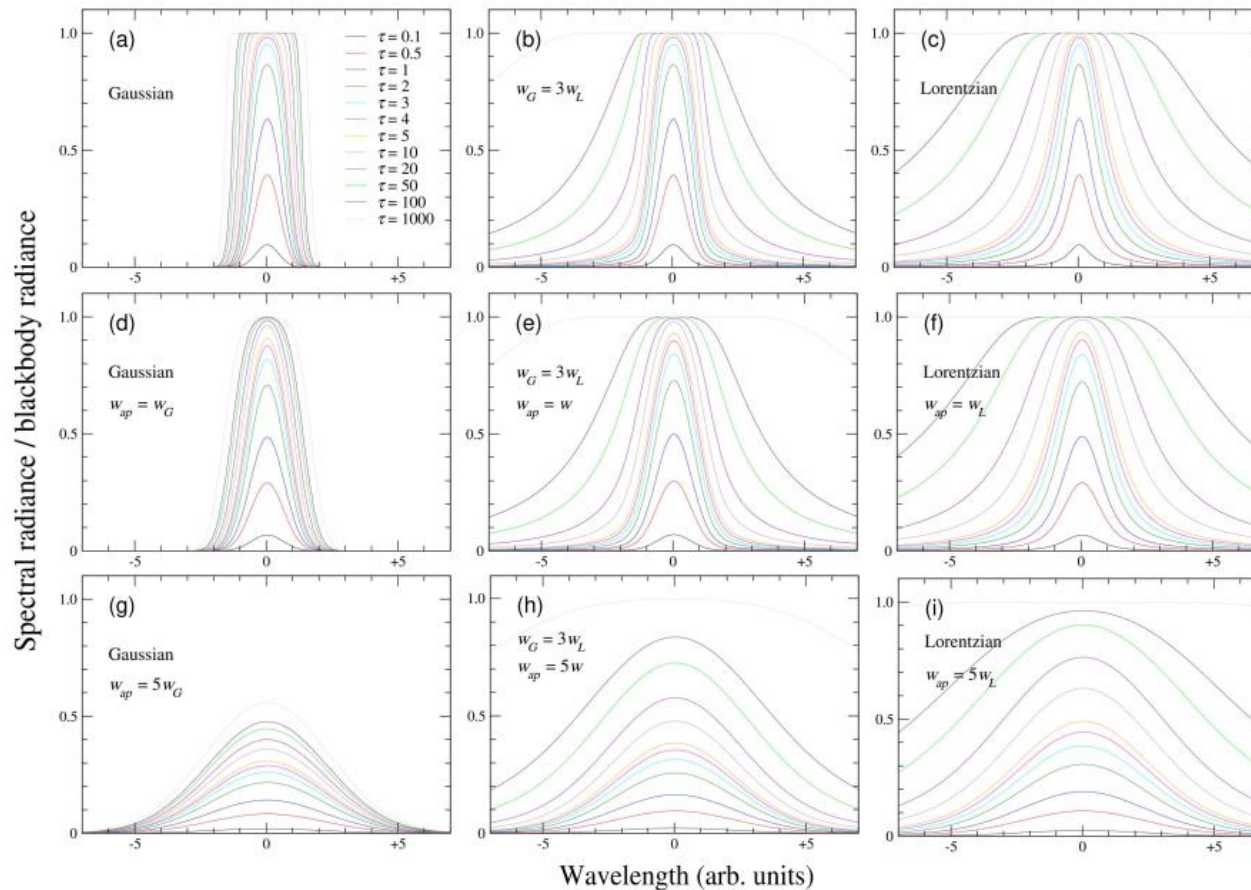 Spectral radiance / blackbody radiance
(a)
Gaussian
τ = 0.1
τ = 0.5
τ = 1
τ = 2
τ = 3
τ = 4
τ = 5
τ = 10
τ = 20
τ = 50
τ = 100
τ = 1000
1.0
0.5
0
-5
0
+5
(b)
w_G = 3w_L
1.0
0.5
0
-5
0
+5
(c)
Lorentzian
1.0
0.5
0
-5
0
+5
(d)
Gaussian
w_ap = w_G
1.0
0.5
0
-5
0
+5
(e)
w_G = 3w_L
w_ap = w
1.0
0.5
0
-5
0
+5
(f)
Lorentzian
w_ap = w_L
1.0
0.5
0
-5
0
+5
(g)
Gaussian
w_ap = 5w_G
1.0
0.5
0
-5
0
+5
(h)
w_G = 3w_L
w_ap = 5w
1.0
0.5
0
-5
0
+5
(i)
Lorentzian
w_ap = 5w_L
1.0
0.5
0
-5
0
+5
Wavelength (arb. units)